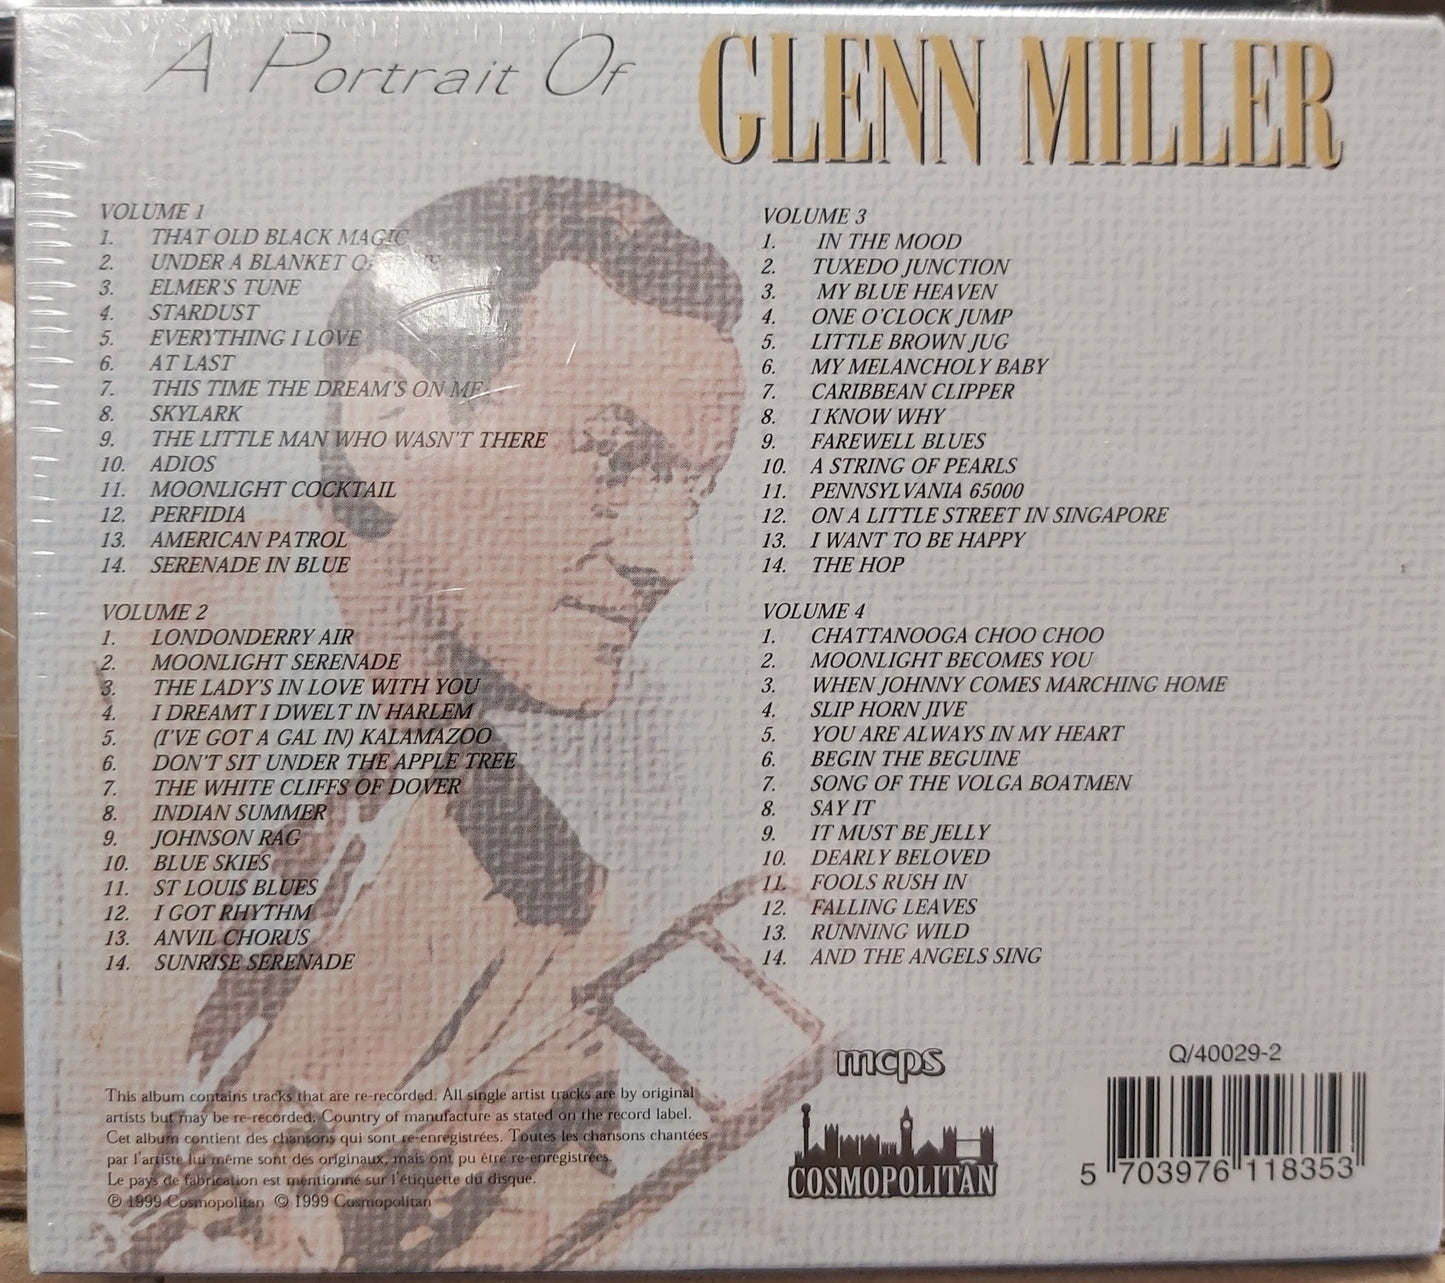 A Portrait Of GLENN MILLER
VOLUME 1
1. THAT OLD BLACK MAGIC
2. UNDER A BLANKET
3. ELMER'S TUNE
4. STARDUST
5. EVERYTHING I LOVE
6. AT LAST
7. THIS TIME THE DREAM'S ON ME
8. SKYLARK
9. THE LITTLE MAN WHO WASN'T THERE
10. ADIOS
11. MOONLIGHT COCKTAIL
12. PERFIDIA
13. AMERICAN PATROL
14. SERENADE IN BLUE
VOLUME 2
1. LONDONDERRY AIR
2. MOONLIGHT SERENADE
3. THE LADY'S IN LOVE WITH YOU
4. I DREAMT I DWELT IN HARLEM
5. (I'VE GOT A GAL IN) KALAMAZOO
6. DON'T SIT UNDER THE APPLE TREE
7. THE WHITE CLIFFS OF DOVER
8. INDIAN SUMMER
9. JOHNSON RAG
10. BLUE SKIES
11. ST LOUIS BLUES
12. I GOT RHYTHM
13. ANVIL CHORUS
14. SUNRISE SERENADE
VOLUME 3
1. IN THE MOOD
2. TUXEDO JUNCTION
3. MY BLUE HEAVEN
4. ONE O'CLOCK JUMP
5. LITTLE BROWN JUG
6. MY MELANCHOLY BABY
7. CARIBBEAN CLIPPER
8. I KNOW WHY
9. FAREWELL BLUES
10. A STRING OF PEARLS
11. PENNSYLVANIA 65000
12. ON A LITTLE STREET IN SINGAPORE
13. I WANT TO BE HAPPY
14. THE HOP
VOLUME 4
1. CHATTANOOGA CHOO CHOO
2. MOONLIGHT BECOMES YOU
3. WHEN JOHNNY COMES MARCHING HOME
4. SLIP HORN JIVE
5. YOU ARE ALWAYS IN MY HEART
6. BEGIN THE BEGUINE
7. SONG OF THE VOLGA BOATMEN
8. SAY IT
9. IT MUST BE JELLY
10. DEARLY BELOVED
11. FOOLS RUSH IN
12. FALLING LEAVES
13. RUNNING WILD
14. AND THE ANGELS SING
This album contains tracks that are re-recorded. All single artist tracks are by original
artists but may be re-recorded. Country of manufacture as stated on the record label.
Cet album contient des chansons qui sont re-enregistrées. Toutes les chansons chantées
par l'artiste lui même sont des originaux, mais ont pu être re-enregistrées.
Le pays de fabrication est mentionné sur l'étiquette du disque.
℗ 1999 Cosmopolitan © 1999 Cosmopolitan
mcps
COSMOPOLITAN
Q/40029-2
5 703976 118353